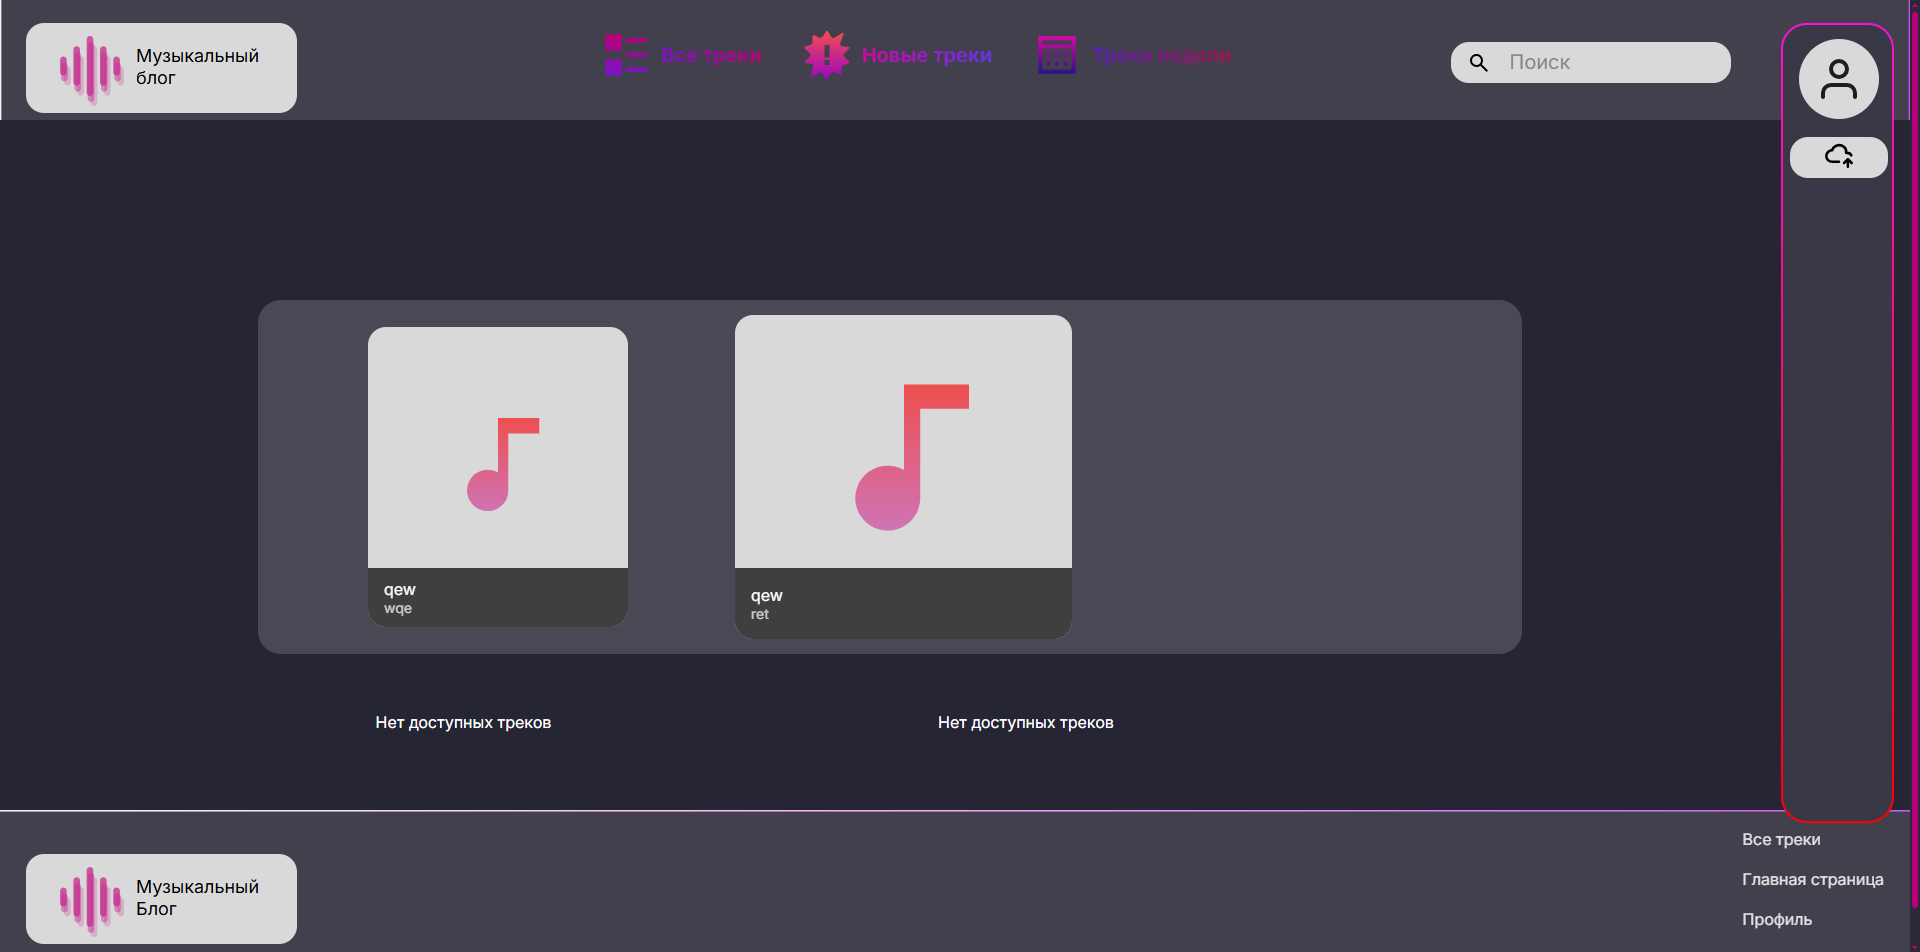 Музыкальный
блог
Все треки
Новые треки
Треки недели
Поиск
qew
wqe
qew
ret
Нет доступных треков
Нет доступных треков
Музыкальный
Блог
Все треки
Главная страница
Профиль